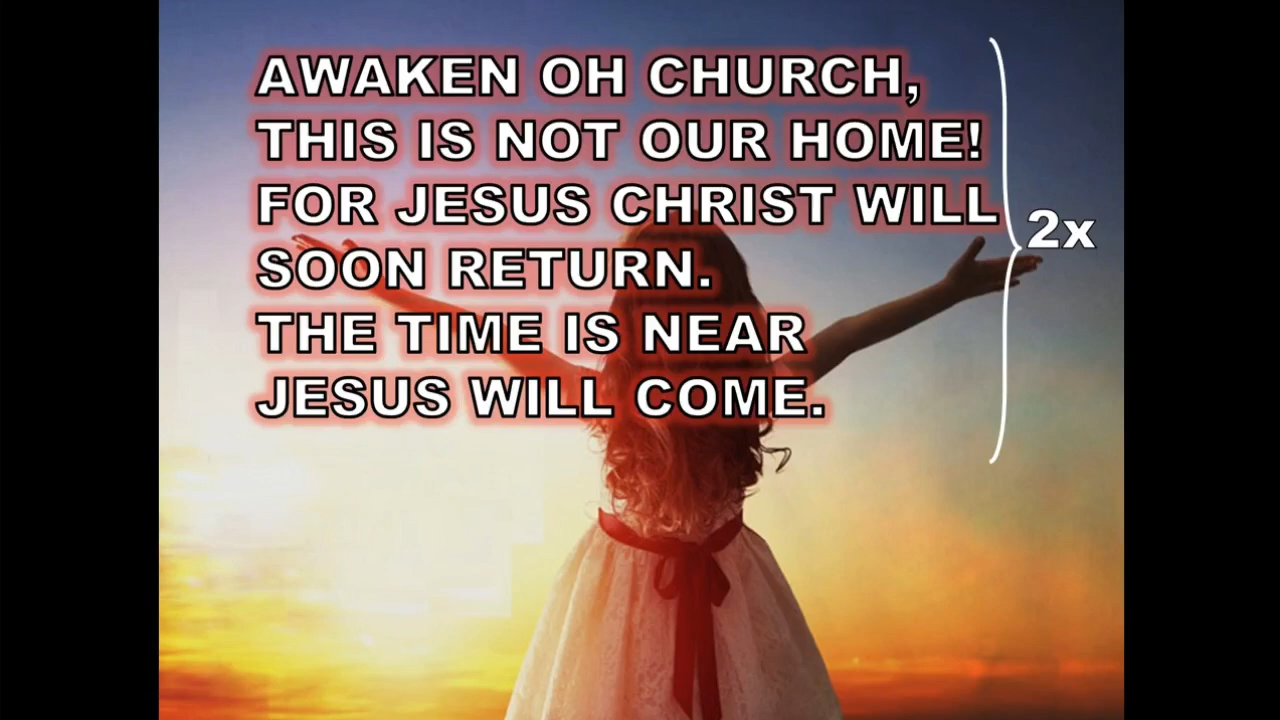 AWAKEN OH CHURCH,
THIS IS NOT OUR HOME!
FOR JESUS CHRIST WILL
SOON RETURN.
THE TIME IS NEAR
JESUS WILL COME.
2x